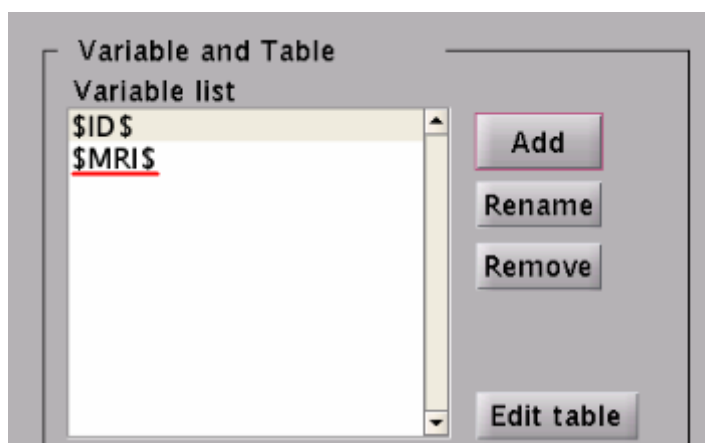 Variable and Table
Variable list
$ID$
$MRI$
Add
Rename
Remove
Edit table